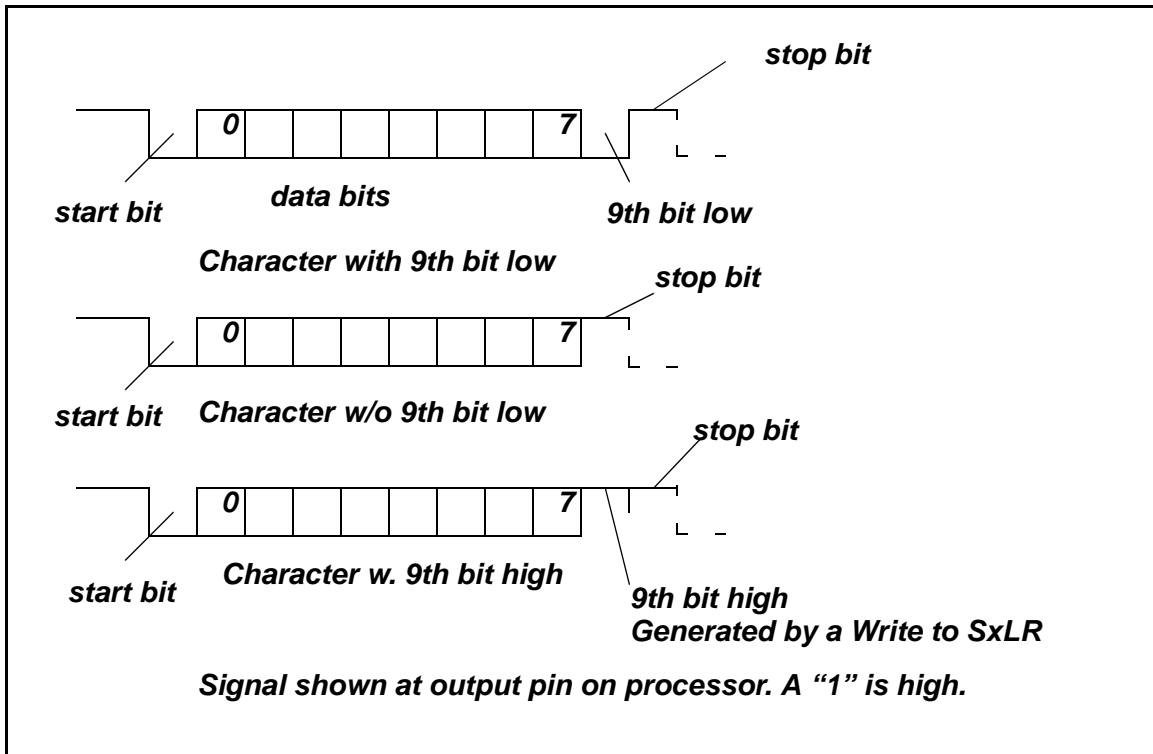 stop bit
0 7
start bit
data bits
9th bit low
Character with 9th bit low
stop bit
0 7
start bit
Character w/o 9th bit low
stop bit
0 7
start bit
Character w. 9th bit high
9th bit high
Generated by a Write to SxLR
Signal shown at output pin on processor. A “1” is high.